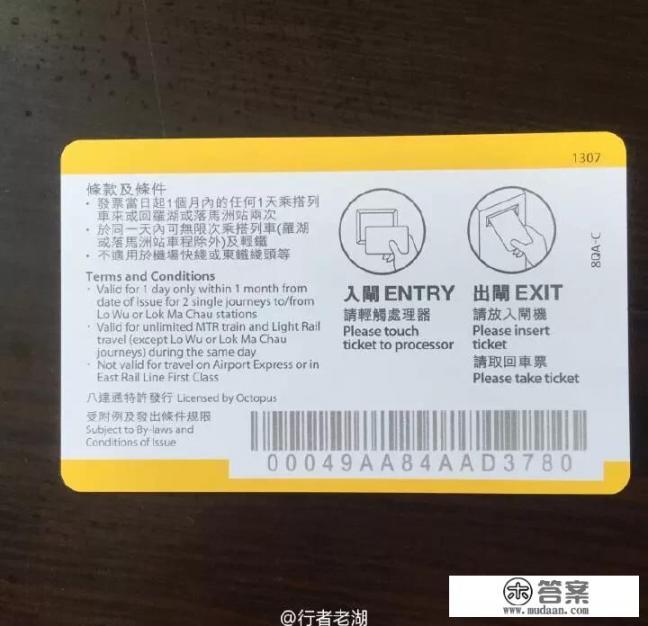 1307
條款及條件
· 發票當日起1個月內的任何1天乘搭列
車來或回羅湖或落馬洲站兩次
· 於同一天內可無限次乘搭列車(羅湖
或落馬洲站車程除外)及輕鐵
· 不適用於機場快綫或東鐵綫頭等
Terms and Conditions
· Valid for 1 day only within 1 month from
date of issue for 2 single journeys to/from
Lo Wu or Lok Ma Chau stations
· Valid for unlimited MTR train and Light Rail
travel (except Lo Wu or Lok Ma Chau
journeys) during the same day
· Not valid for travel on Airport Express or in
East Rail Line First Class
八達通特許發行 Licensed by Octopus
受附例及發出條件規限
Subject to By-laws and
Conditions of Issue
入閘 ENTRY
請輕觸處理器
Please touch
ticket to processor
出閘 EXIT
請放入閘機
Please insert
ticket
請取回車票
Please take ticket
8QA-C
00049AA84AAD3780
答案
www.mudaan.com
@行者老湖